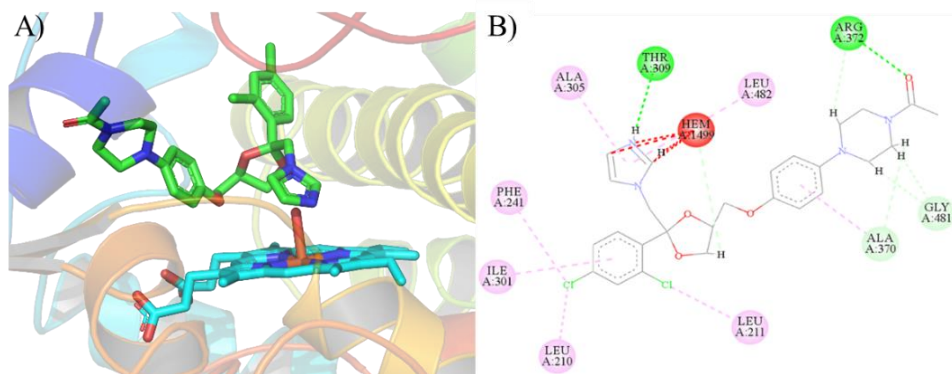 A)
B)
ARG
A:372
THR
A:309
O
ALA
A:305
LEU
A:482
H
H
N
HEM
A:1499
H
N
N
H
H
N
PHE
A:241
O
O
O
H
GLY
A:481
ALA
A:370
ILE
A:301
Cl
Cl
LEU
A:211
LEU
A:210